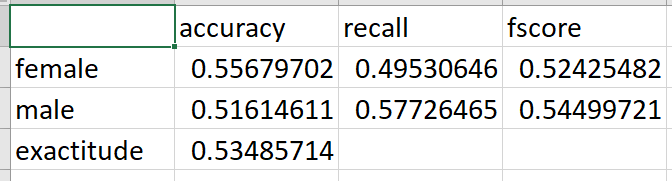 accuracy recall fscore
female 0.55679702 0.49530646 0.52425482
male 0.51614611 0.57726465 0.54499721
exactitude 0.53485714